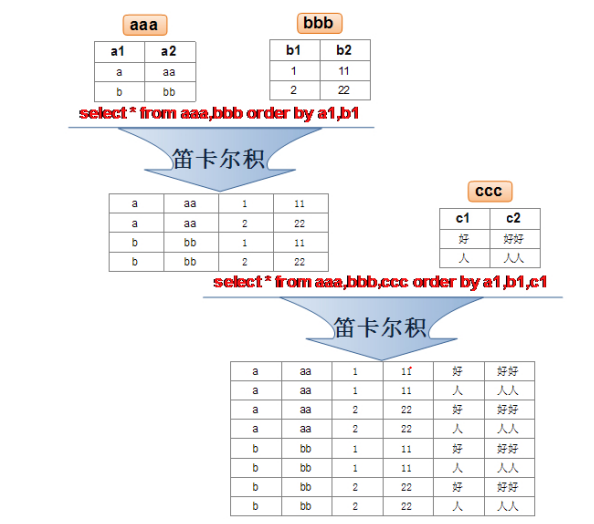 aaa
bbb
a1 a2
b1 b2
a aa
1 11
b bb
2 22
select * from aaa,bbb order by a1,b1
笛卡尔积
a aa 1 11
a aa 2 22
b bb 1 11
b bb 2 22
ccc
c1 c2
好 好好
人 人人
select * from aaa,bbb,ccc order by a1,b1,c1
笛卡尔积
a aa 1 11 好 好好
a aa 1 11 人 人人
a aa 2 22 好 好好
a aa 2 22 人 人人
b bb 1 11 好 好好
b bb 1 11 人 人人
b bb 2 22 好 好好
b bb 2 22 人 人人